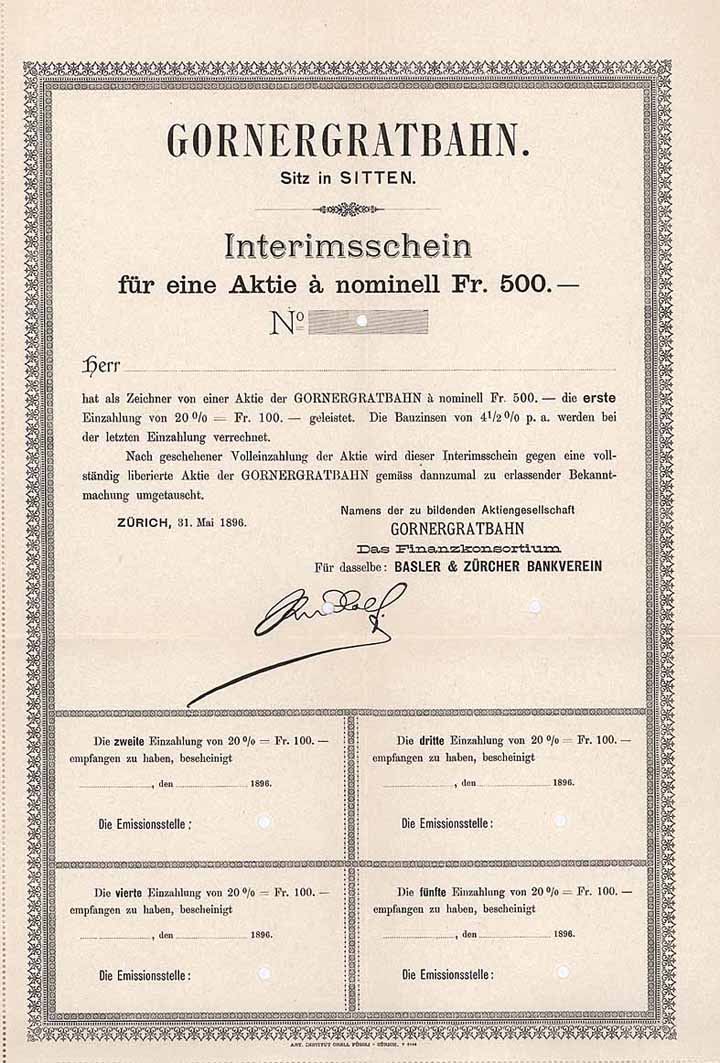 GORNERGRATBAHN.
Sitz in SITTEN.
Interimsschein
für eine Aktie à nominell Fr. 500.—
No
Herr
hat als Zeichner von einer Aktie der GORNERGRATBAHN à nominell Fr. 500.— die erste
Einzahlung von 20 % = Fr. 100.— geleistet. Die Bauzinsen von 4 1/2 % p. a. werden bei
der letzten Einzahlung verrechnet.
Nach geschehener Volleinzahlung der Aktie wird dieser Interimsschein gegen eine voll-
ständig liberierte Aktie der GORNERGRATBAHN gemäss dannzumal zu erlassender Bekannt-
machung umgetauscht.
ZÜRICH, 31. Mai 1896.
Namens der zu bildenden Aktiengesellschaft
GORNERGRATBAHN
Das Finanzkonsortium
Für dasselbe: BASLER & ZÜRCHER BANKVEREIN
Die zweite Einzahlung von 20 % = Fr. 100.—
empfangen zu haben, bescheinigt
, den 1896.
Die Emissionsstelle:
Die dritte Einzahlung von 20 % = Fr. 100.—
empfangen zu haben, bescheinigt
, den 1896.
Die Emissionsstelle:
Die vierte Einzahlung von 20 % = Fr. 100.—
empfangen zu haben, bescheinigt
, den 1896.
Die Emissionsstelle:
Die fünfte Einzahlung von 20 % = Fr. 100.—
empfangen zu haben, bescheinigt
, den 1896.
Die Emissionsstelle:
ART. INSTITUT ORELL FÜSSLI - ZÜRICH.